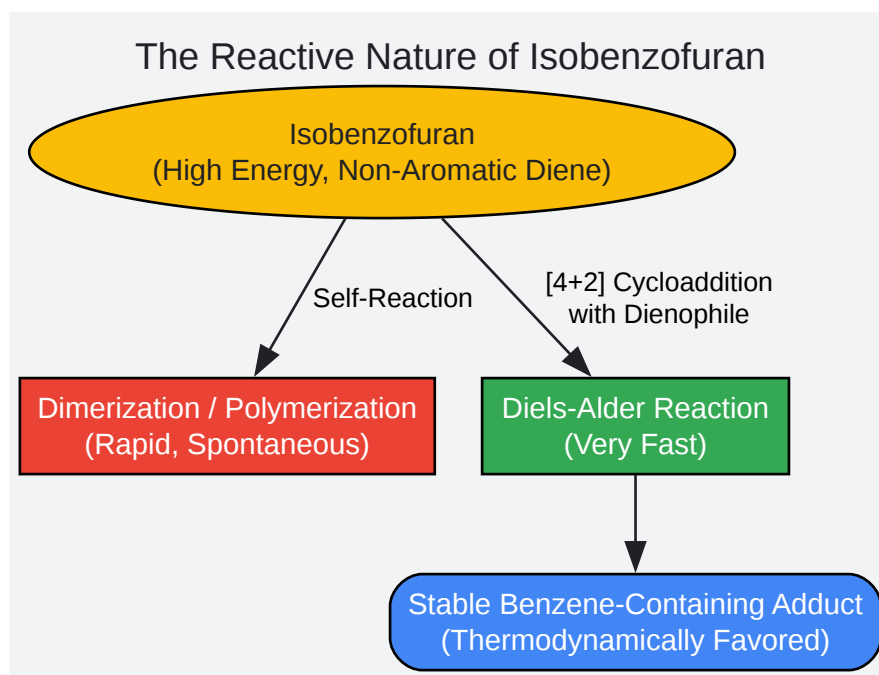 The Reactive Nature of Isobenzofuran
Isobenzofuran
(High Energy, Non-Aromatic Diene)
Self-Reaction
[4+2] Cycloaddition
with Dienophile
Dimerization / Polymerization
(Rapid, Spontaneous)
Diels-Alder Reaction
(Very Fast)
Stable Benzene-Containing Adduct
(Thermodynamically Favored)